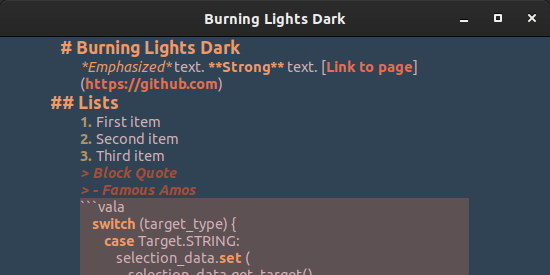 Burning Lights Dark
# Burning Lights Dark
*Emphasized* text. **Strong** text. [Link to page]
(https://github.com)
## Lists
1. First item
2. Second item
3. Third item
> Block Quote
> - Famous Amos
```vala
switch (target_type) {
case Target.STRING:
selection_data.set (
selection_data.get_target()